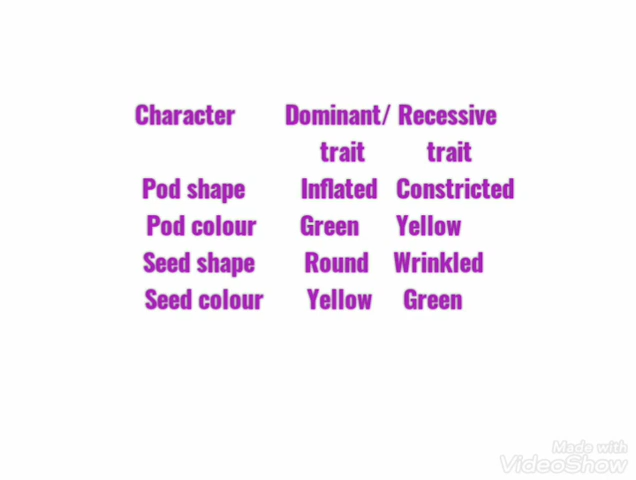 Character Dominant/ Recessive
trait trait
Pod shape Inflated Constricted
Pod colour Green Yellow
Seed shape Round Wrinkled
Seed colour Yellow Green
Made with
VideoShow